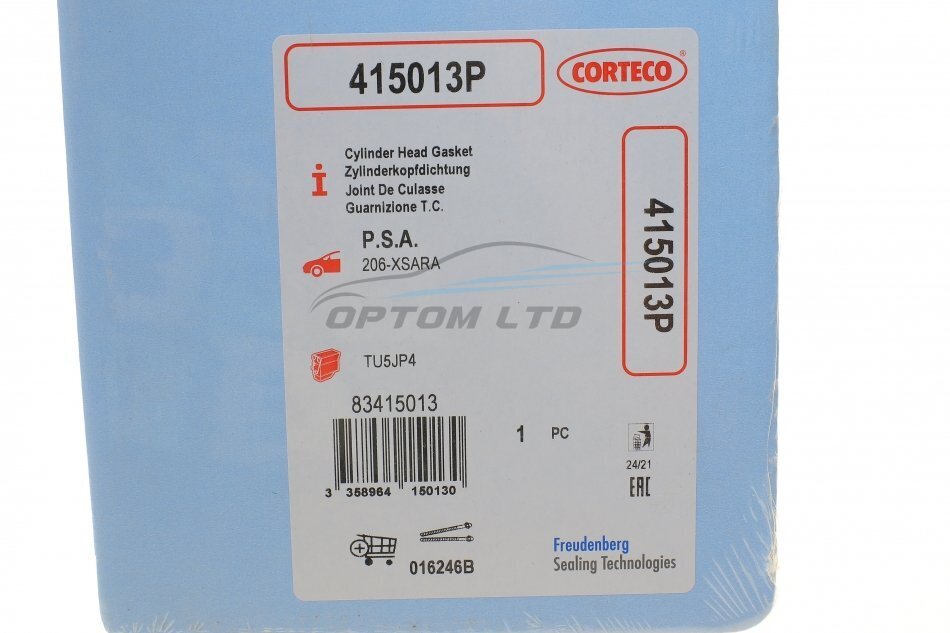 415013P
CORTECO®
Cylinder Head Gasket
Zylinderkopfdichtung
Joint De Culasse
Guarnizione T.C.
P.S.A.
206-XSARA
415013P
OPTOM LTD
TU5JP4
83415013
1 PC
3 358964 150130
24/21
EAC
016246B
Freudenberg
Sealing Technologies